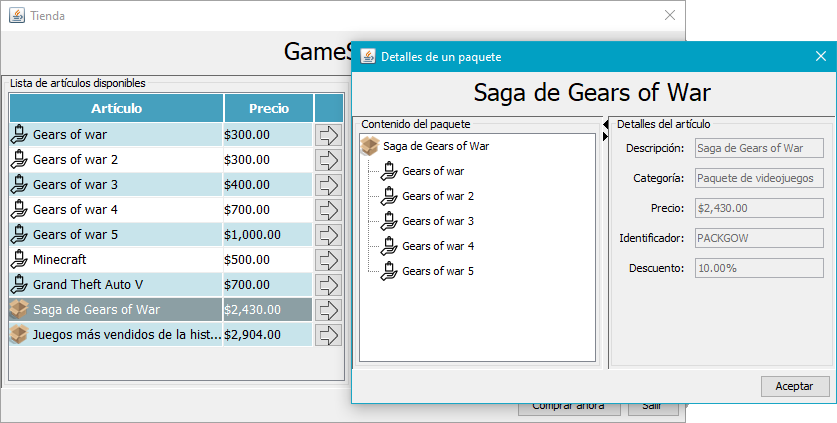 Tienda
GameS
Lista de artículos disponibles
Artículo Precio
Gears of war $300.00
Gears of war 2 $300.00
Gears of war 3 $400.00
Gears of war 4 $700.00
Gears of war 5 $1,000.00
Minecraft $500.00
Grand Theft Auto V $700.00
Saga de Gears of War $2,430.00
Juegos más vendidos de la hist... $2,904.00
Comprar ahora Salir
Detalles de un paquete
Saga de Gears of War
Contenido del paquete
Saga de Gears of War
Gears of war
Gears of war 2
Gears of war 3
Gears of war 4
Gears of war 5
Detalles del artículo
Descripción: Saga de Gears of War
Categoría: Paquete de videojuegos
Precio: $2,430.00
Identificador: PACKGOW
Descuento: 10.00%
Aceptar